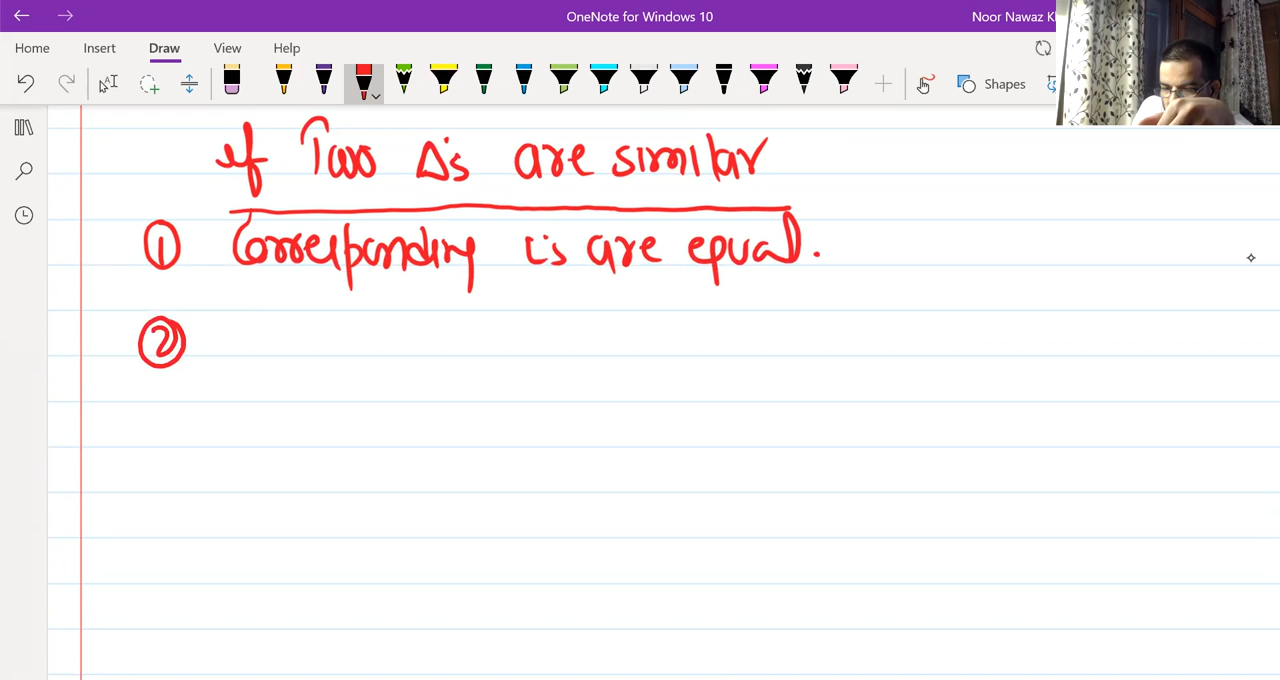 OneNote for Windows 10
Noor Nawaz Kh
Home Insert Draw View Help
Shapes
if Two Δ's are similar
① Corresponding ∠s are equal.
②